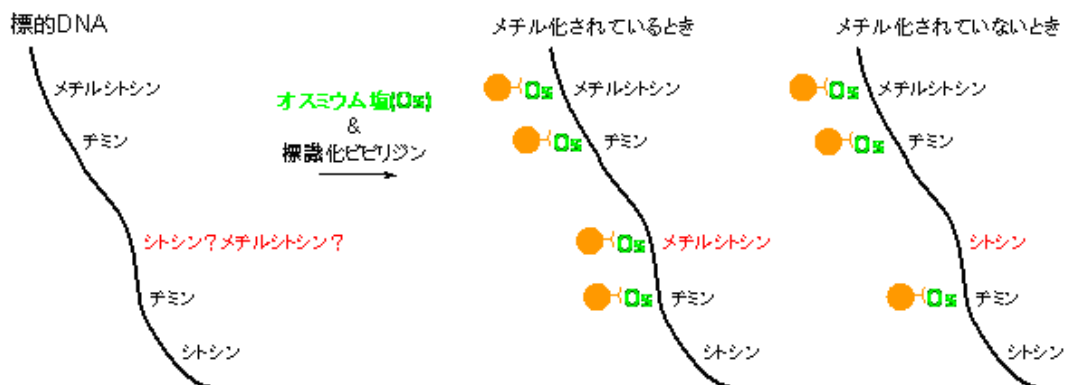 標的DNA
メチルシトシン
チミン
シトシン？メチルシトシン？
チミン
シトシン
オスミウム塩(Os)
&
標識化ビピリジン
メチル化されているとき
Os メチルシトシン
Os チミン
Os メチルシトシン
Os チミン
シトシン
メチル化されていないとき
Os メチルシトシン
Os チミン
シトシン
Os チミン
シトシン